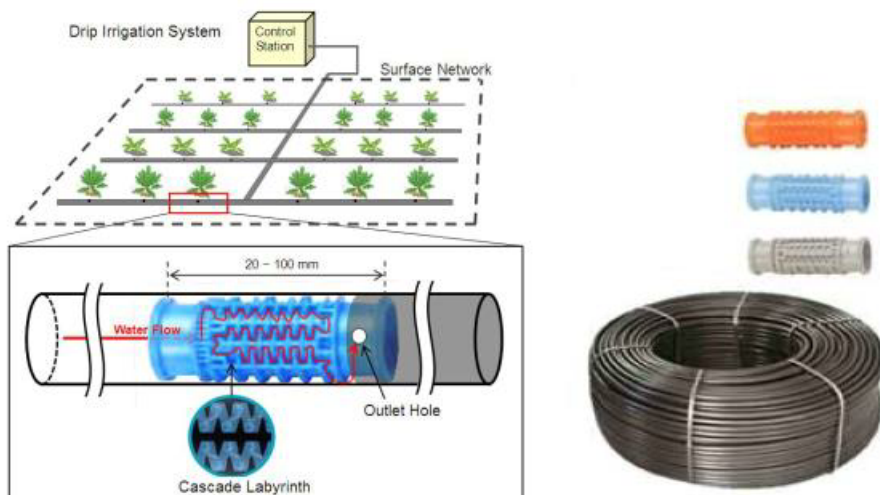 Drip Irrigation System
Control
Station
Surface Network
20 – 100 mm
Water Flow
Outlet Hole
Cascade Labyrinth